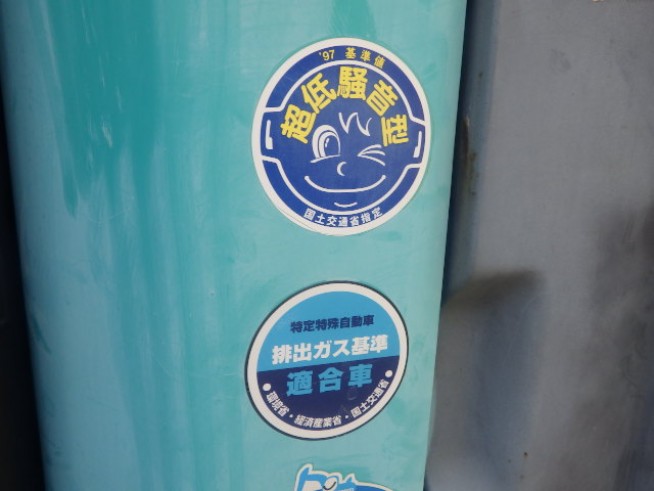 '97 基準値
超低騒音型
国土交通省指定
特定特殊自動車
排出ガス基準
適合車
・環境省・経済産業省・国土交通省・